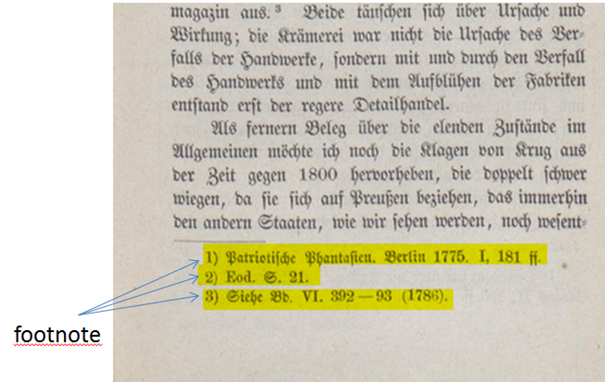 magazin aus.³ Beide täuschen sich über Ursache und
Wirkung; die Krämerei war nicht die Ursache des Ver-
falls der Handwerke, sondern mit und durch den Verfall
des Handwerks und mit dem Aufblühen der Fabriken
entstand erst der regere Detailhandel.
Als fernern Beleg über die elenden Zustände im
Allgemeinen möchte ich noch die Klagen von Krug aus
der Zeit gegen 1800 hervorheben, die doppelt schwer
wiegen, da sie sich auf Preußen beziehen, das immerhin
den andern Staaten, wie wir sehen werden, noch wesent-
1) Patriotische Phantasien. Berlin 1775. I, 181 ff.
2) Eod. S. 21.
3) Siehe Bd. VI. 392—93 (1786).
footnote